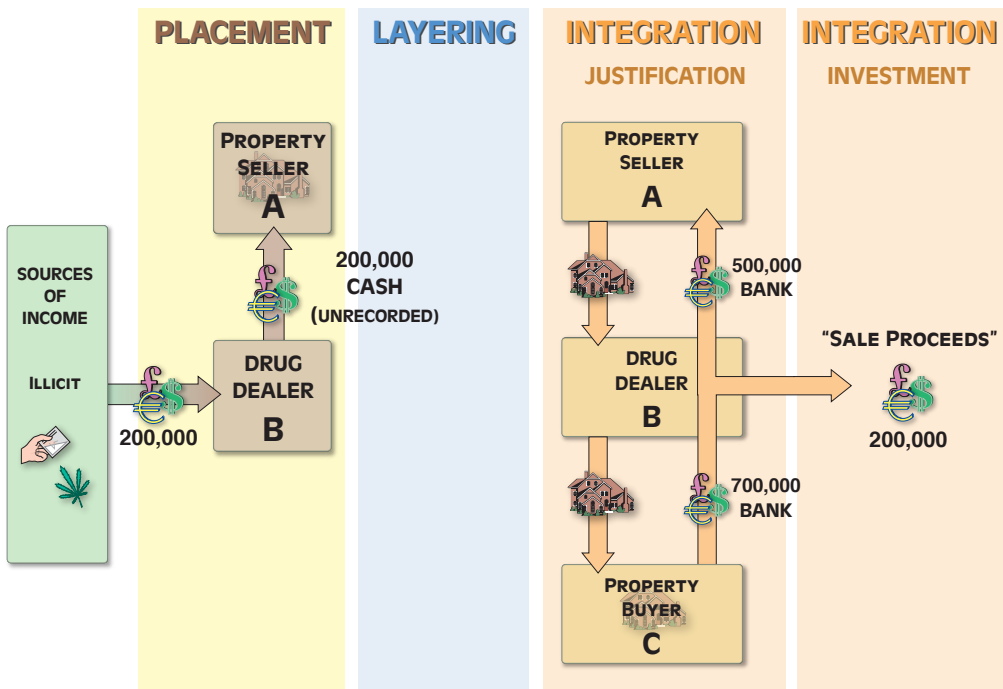 PLACEMENT
LAYERING
INTEGRATION
JUSTIFICATION
INTEGRATION
INVESTMENT
SOURCES
OF
INCOME
ILLICIT
200,000
PROPERTY
SELLER
A
200,000
CASH
(UNRECORDED)
DRUG
DEALER
B
PROPERTY
SELLER
A
500,000
BANK
DRUG
DEALER
B
700,000
BANK
PROPERTY
BUYER
C
"SALE PROCEEDS"
200,000